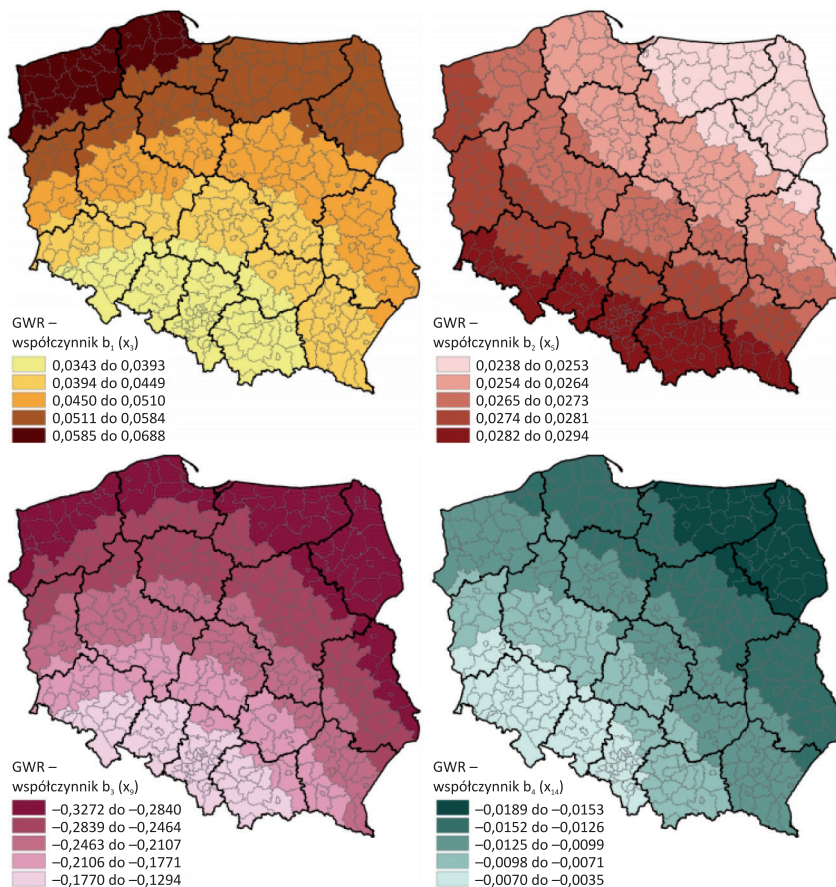 GWR –
współczynnik b₁ (x₃)
0,0343 do 0,0393
0,0394 do 0,0449
0,0450 do 0,0510
0,0511 do 0,0584
0,0585 do 0,0688
GWR –
współczynnik b₂ (x₅)
0,0238 do 0,0253
0,0254 do 0,0264
0,0265 do 0,0273
0,0274 do 0,0281
0,0282 do 0,0294
GWR –
współczynnik b₃ (x₉)
–0,3272 do –0,2840
–0,2839 do –0,2464
–0,2463 do –0,2107
–0,2106 do –0,1771
–0,1770 do –0,1294
GWR –
współczynnik b₄ (x₁₄)
–0,0189 do –0,0153
–0,0152 do –0,0126
–0,0125 do –0,0099
–0,0098 do –0,0071
–0,0070 do –0,0035